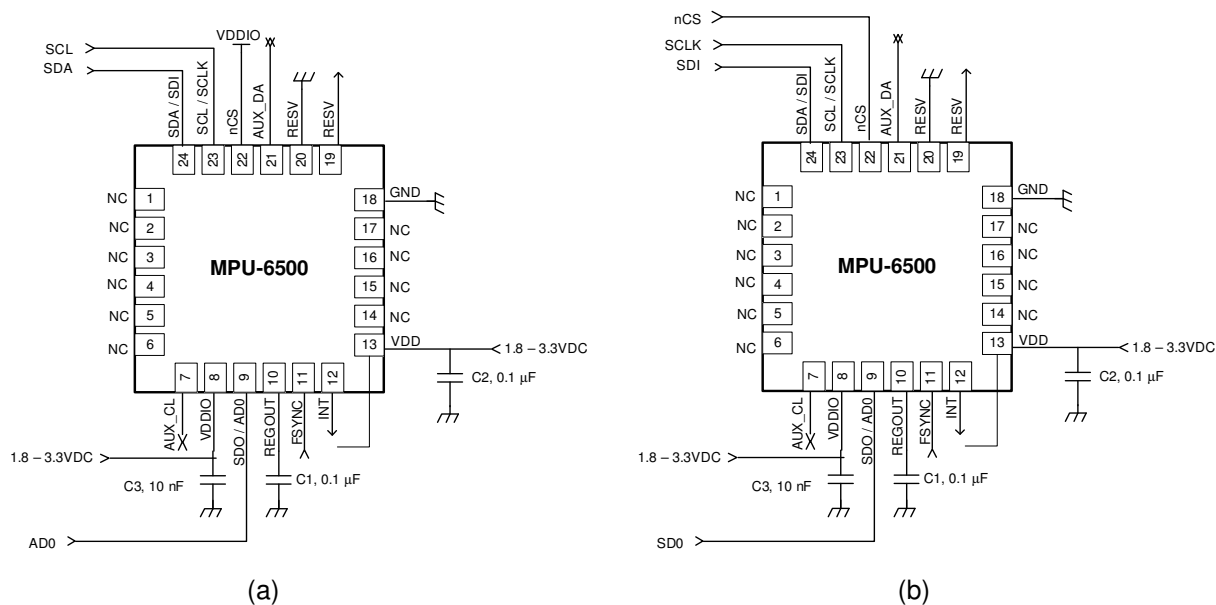 VDDIO
SCL
SDA
SDA / SDI
SCL / SCLK
nCS
AUX_DA
RESV
RESV
24
23
22
21
20
19
NC 1
NC 2
NC 3
NC 4
NC 5
NC 6
18 GND
17 NC
16 NC
15 NC
14 NC
13 VDD
MPU-6500
1.8 – 3.3VDC
C2, 0.1 µF
7
8
9
10
11
12
AUX_CL
VDDIO
SDO / AD0
REGOUT
FSYNC
INT
1.8 – 3.3VDC
C3, 10 nF
C1, 0.1 µF
AD0
(a)
nCS
SCLK
SDI
SDA / SDI
SCL / SCLK
nCS
AUX_DA
RESV
RESV
24
23
22
21
20
19
NC 1
NC 2
NC 3
NC 4
NC 5
NC 6
18 GND
17 NC
16 NC
15 NC
14 NC
13 VDD
MPU-6500
1.8 – 3.3VDC
C2, 0.1 µF
7
8
9
10
11
12
AUX_CL
VDDIO
SDO / AD0
REGOUT
FSYNC
INT
1.8 – 3.3VDC
C3, 10 nF
C1, 0.1 µF
SD0
(b)